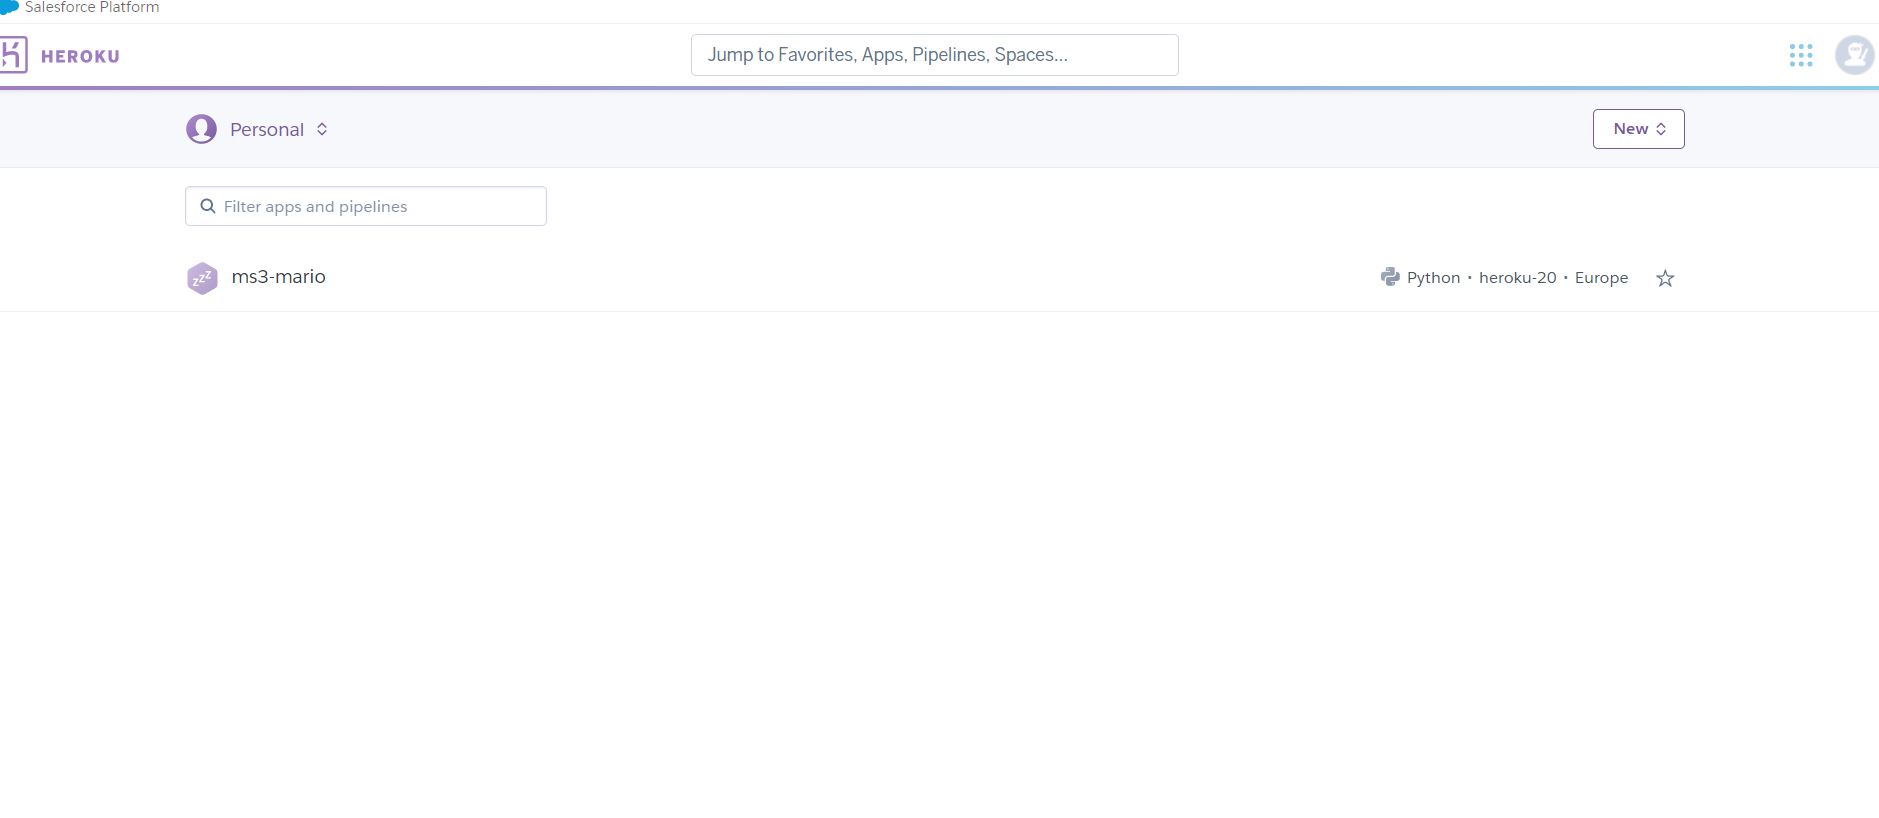 Salesforce Platform
HEROKU
Jump to Favorites, Apps, Pipelines, Spaces...
Personal
New
Filter apps and pipelines
zzz ms3-mario
Python • heroku-20 • Europe